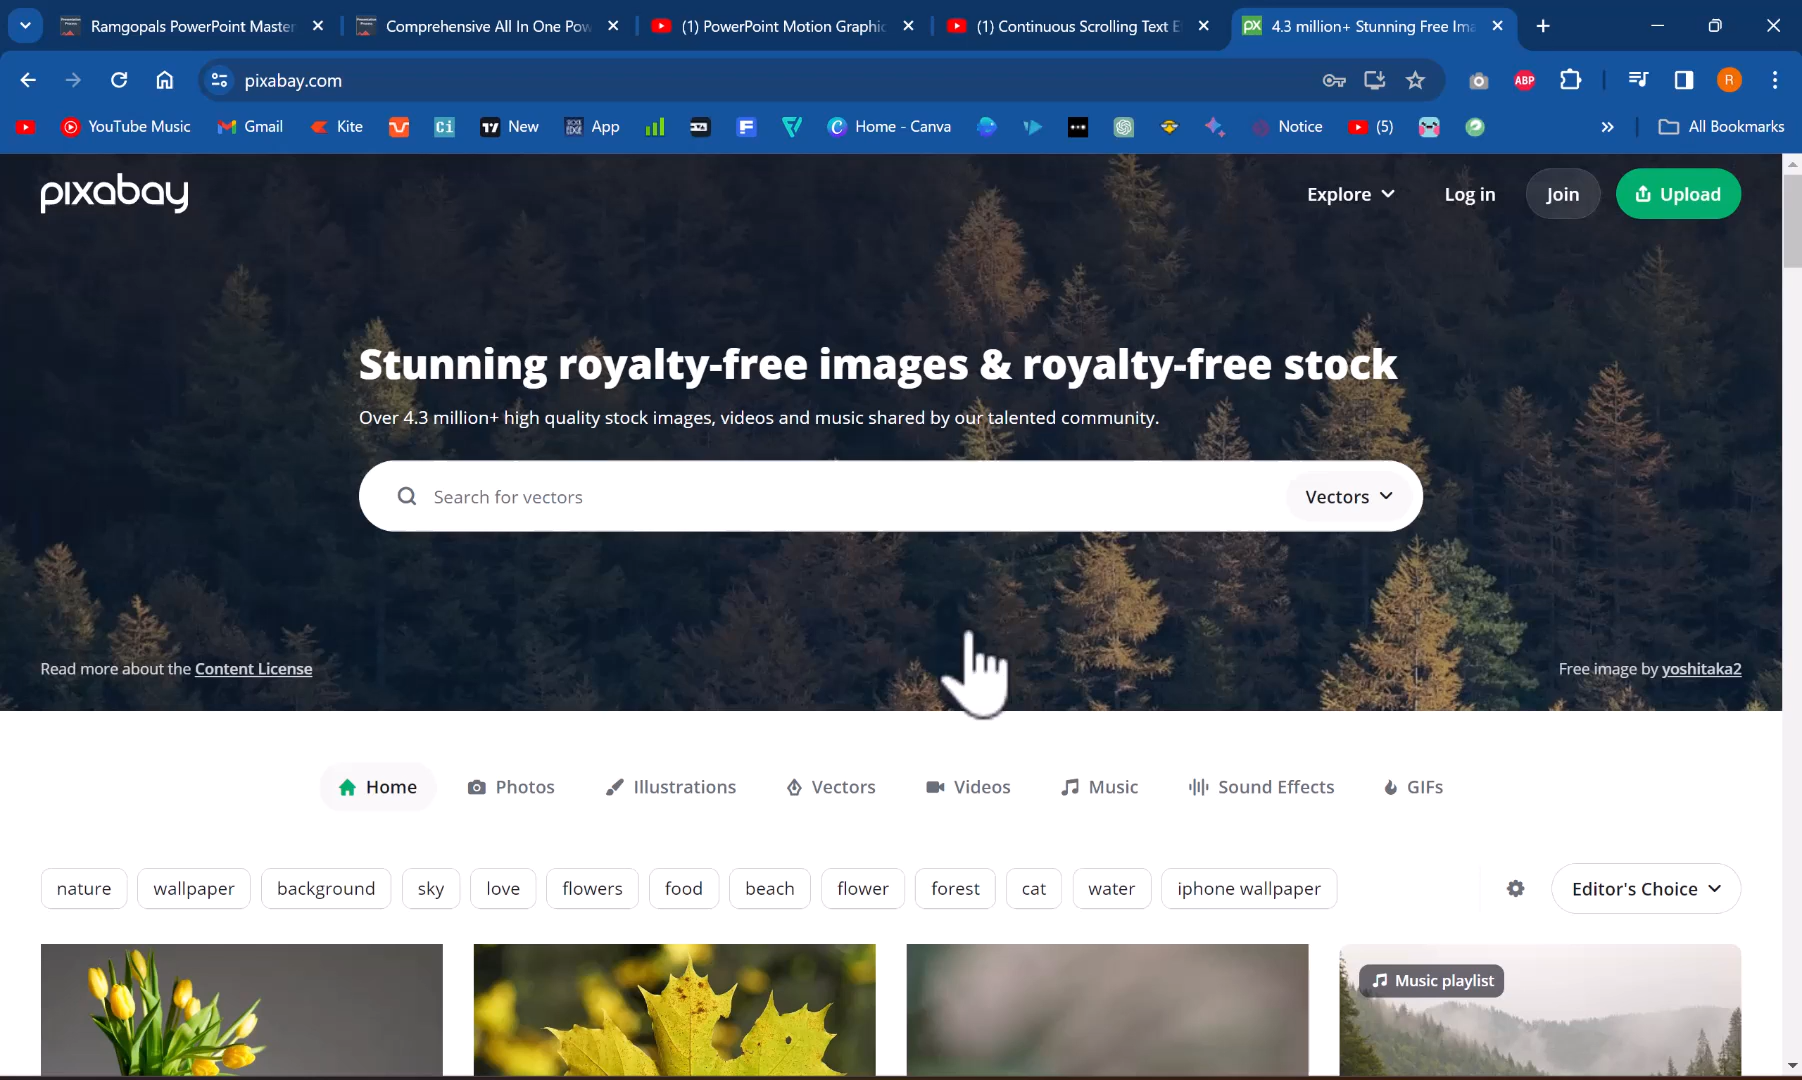 Ramgopals PowerPoint Master
Comprehensive All In One Pow
(1) PowerPoint Motion Graphic
(1) Continuous Scrolling Text E
4.3 million+ Stunning Free Ima
pixabay.com
ABP
R
YouTube Music
Gmail
Kite
Ci
New
App
Home - Canva
Notice
(5)
All Bookmarks
pixabay
Explore
Log in
Join
Upload
Stunning royalty-free images & royalty-free stock
Over 4.3 million+ high quality stock images, videos and music shared by our talented community.
Search for vectors
Vectors
Read more about the Content License
Free image by yoshitaka2
Home
Photos
Illustrations
Vectors
Videos
Music
Sound Effects
GIFs
nature
wallpaper
background
sky
love
flowers
food
beach
flower
forest
cat
water
iphone wallpaper
Editor's Choice
Music playlist